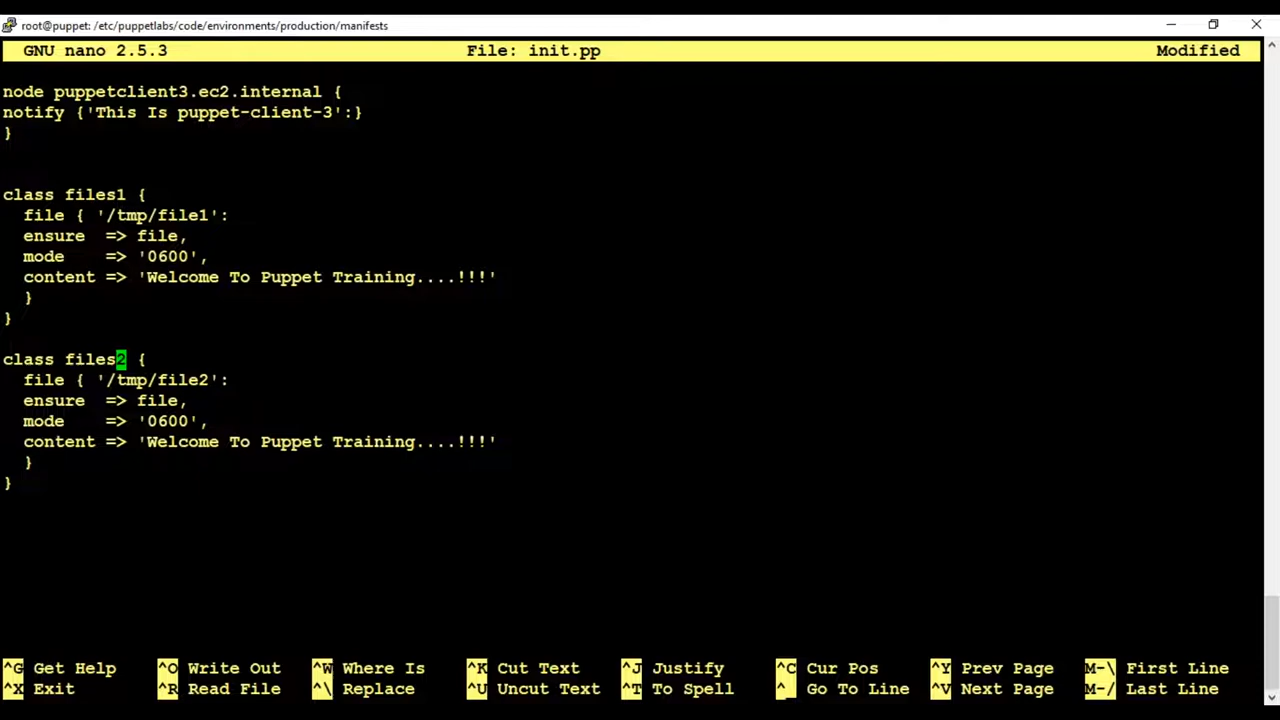 root@puppet: /etc/puppetlabs/code/environments/production/manifests
GNU nano 2.5.3 File: init.pp Modified
node puppetclient3.ec2.internal {
notify {'This Is puppet-client-3':}
}
class files1 {
file { '/tmp/file1':
ensure => file,
mode => '0600',
content => 'Welcome To Puppet Training....!!!'
}
}
class files2 {
file { '/tmp/file2':
ensure => file,
mode => '0600',
content => 'Welcome To Puppet Training....!!!'
}
}
^G Get Help ^O Write Out ^W Where Is ^K Cut Text ^J Justify ^C Cur Pos ^Y Prev Page M-\ First Line
^X Exit ^R Read File ^\ Replace ^U Uncut Text ^T To Spell ^_ Go To Line ^V Next Page M-/ Last Line